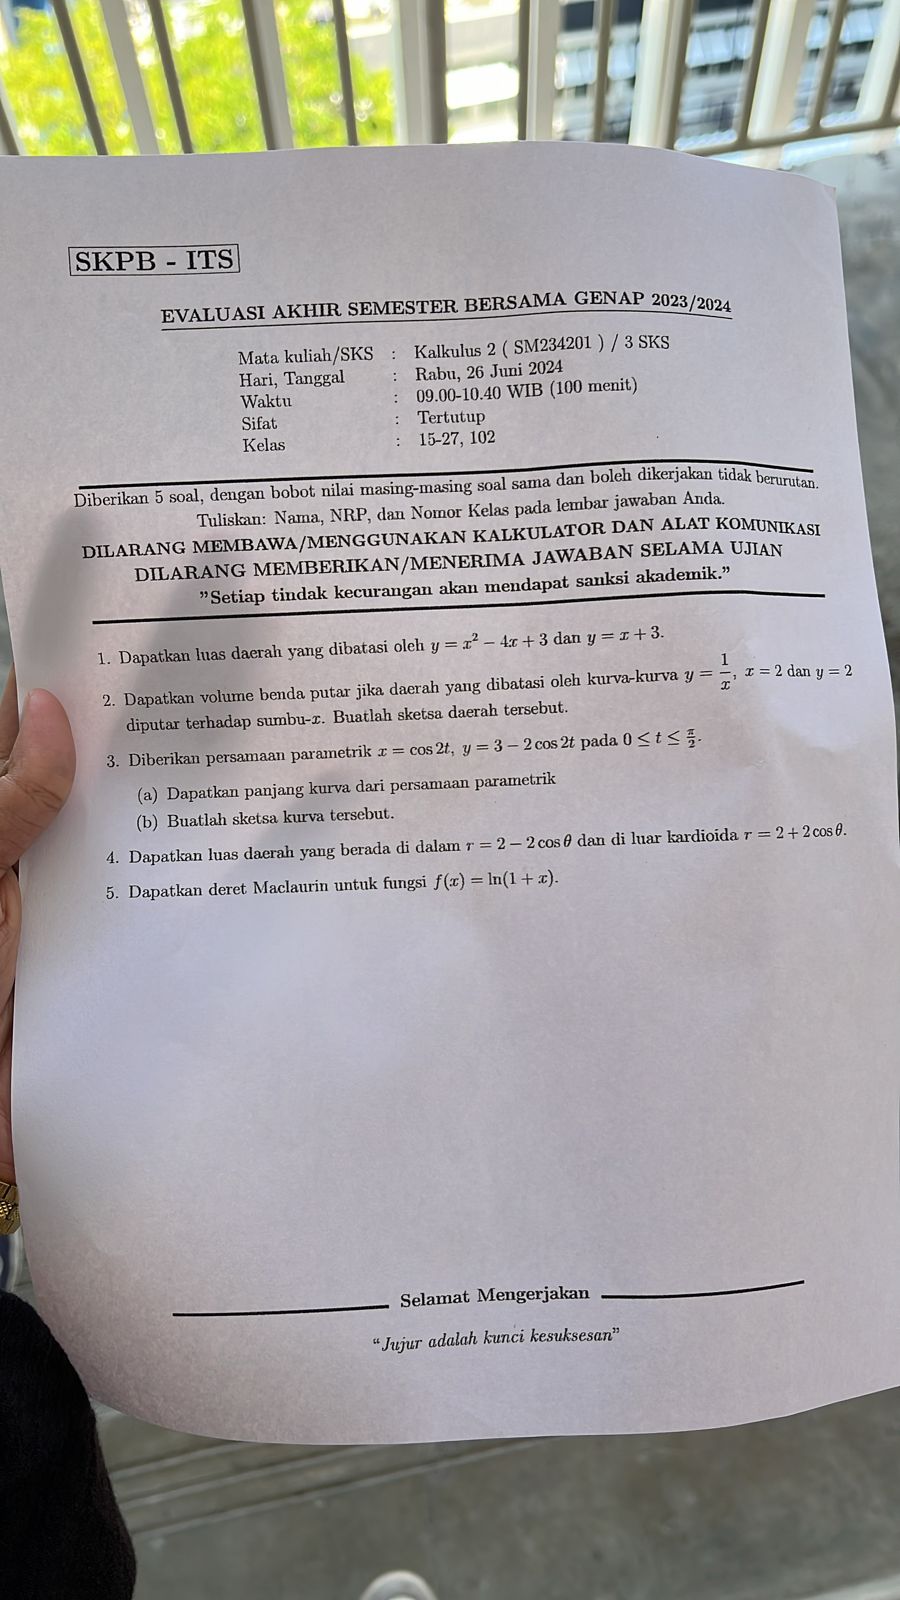 SKPB - ITS
EVALUASI AKHIR SEMESTER BERSAMA GENAP 2023/2024
Mata kuliah/SKS : Kalkulus 2 ( SM234201 ) / 3 SKS
Hari, Tanggal : Rabu, 26 Juni 2024
Waktu : 09.00-10.40 WIB (100 menit)
Sifat : Tertutup
Kelas : 15-27, 102
Diberikan 5 soal, dengan bobot nilai masing-masing soal sama dan boleh dikerjakan tidak berurutan.
Tuliskan: Nama, NRP, dan Nomor Kelas pada lembar jawaban Anda.
DILARANG MEMBAWA/MENGGUNAKAN KALKULATOR DAN ALAT KOMUNIKASI
DILARANG MEMBERIKAN/MENERIMA JAWABAN SELAMA UJIAN
"Setiap tindak kecurangan akan mendapat sanksi akademik."
1. Dapatkan luas daerah yang dibatasi oleh y = x² − 4x + 3 dan y = x + 3.
2. Dapatkan volume benda putar jika daerah yang dibatasi oleh kurva-kurva y = 1/x, x = 2 dan y = 2
diputar terhadap sumbu-x. Buatlah sketsa daerah tersebut.
3. Diberikan persamaan parametrik x = cos 2t, y = 3 − 2 cos 2t pada 0 ≤ t ≤ π/2.
(a) Dapatkan panjang kurva dari persamaan parametrik
(b) Buatlah sketsa kurva tersebut.
4. Dapatkan luas daerah yang berada di dalam r = 2 − 2 cos θ dan di luar kardioida r = 2 + 2 cos θ.
5. Dapatkan deret Maclaurin untuk fungsi f(x) = ln(1 + x).
Selamat Mengerjakan
"Jujur adalah kunci kesuksesan"